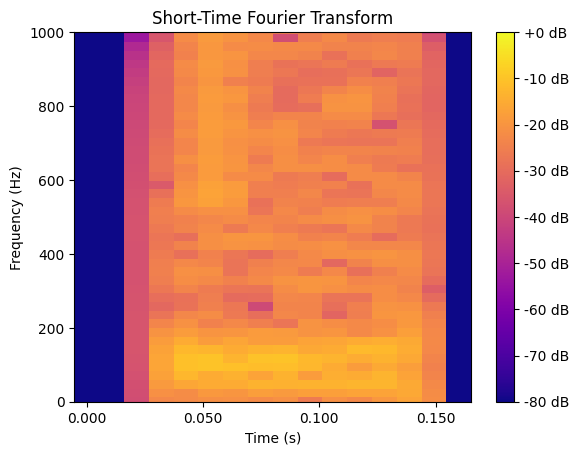 Short-Time Fourier Transform
1000
800
600
400
200
0
Frequency (Hz)
0.000
0.050
0.100
0.150
Time (s)
+0 dB
-10 dB
-20 dB
-30 dB
-40 dB
-50 dB
-60 dB
-70 dB
-80 dB